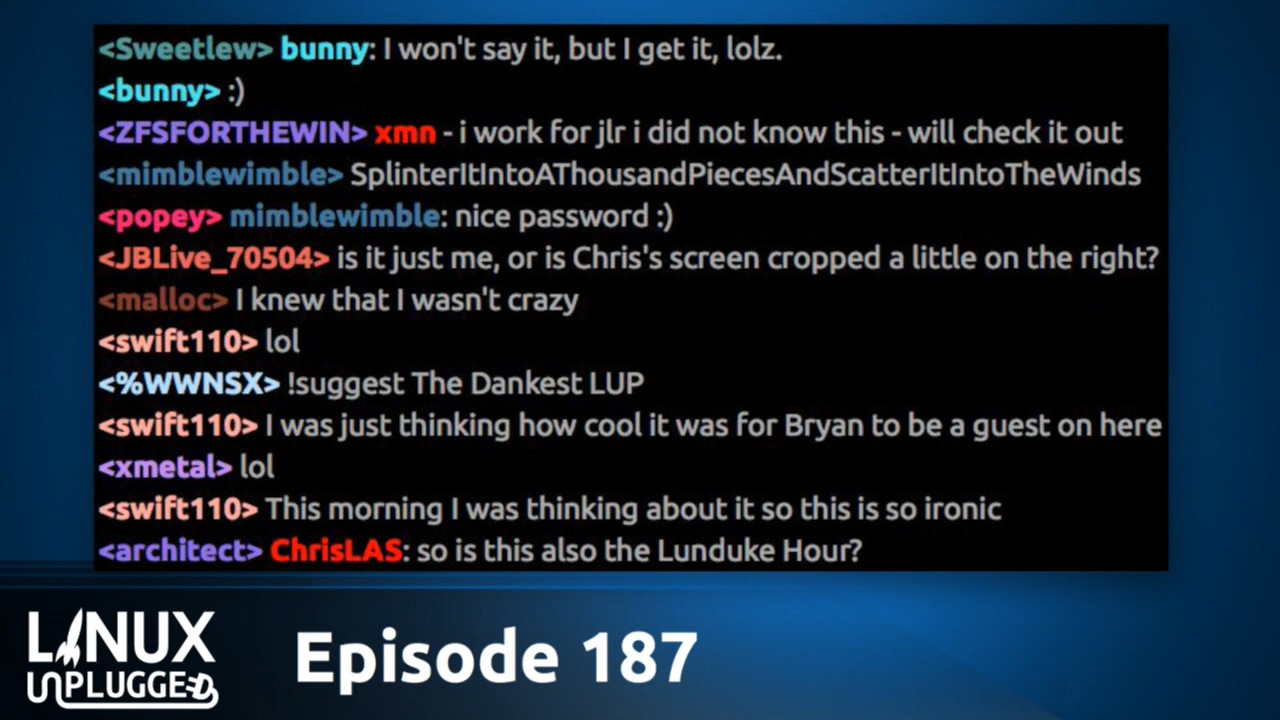 <Sweetlew> bunny: I won't say it, but I get it, lolz.
<bunny> :)
<ZFSFORTHEWIN> xmn - i work for jlr i did not know this - will check it out
<mimblewimble> SplinterItIntoAThousandPiecesAndScatterItIntoTheWinds
<popey> mimblewimble: nice password :)
<JBLive_70504> is it just me, or is Chris's screen cropped a little on the right?
<malloc> I knew that I wasn't crazy
<swift110> lol
<%WWNSX> !suggest The Dankest LUP
<swift110> I was just thinking how cool it was for Bryan to be a guest on here
<xmetal> lol
<swift110> This morning I was thinking about it so this is so ironic
<architect> ChrisLAS: so is this also the Lunduke Hour?
LINUX
UNPLUGGED
Episode 187